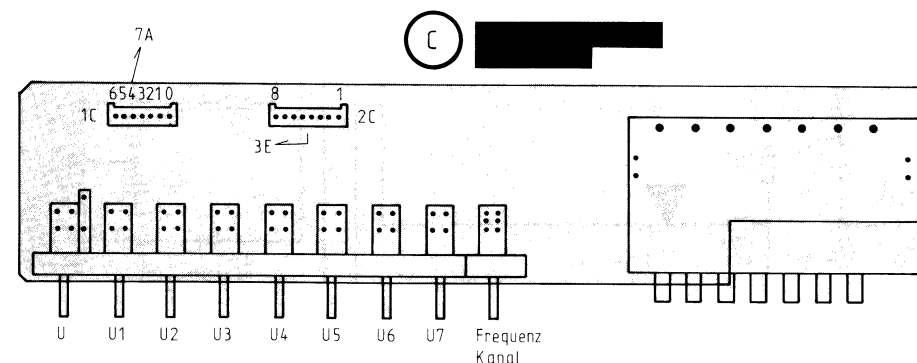 7A
C
6543210
8 1
1C
2C
3E
U U1 U2 U3 U4 U5 U6 U7 Frequenz
Kanal